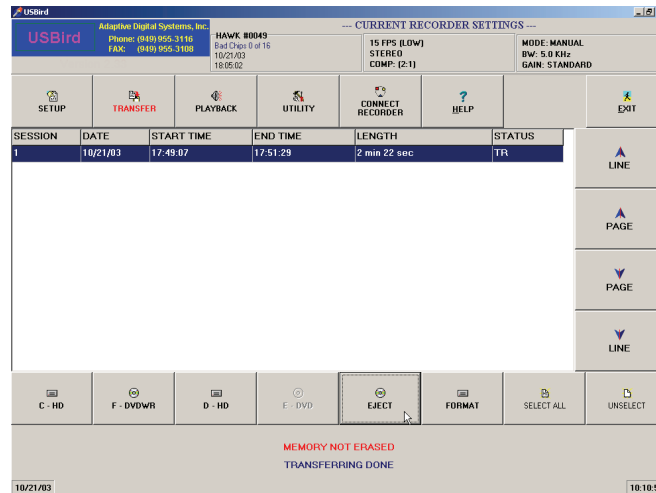 USBird
USBird
Adaptive Digital Systems, Inc.
Phone: (949) 955-3116
FAX: (949) 955-3108
HAWK #0049
Bad Chips 0 of 16
10/21/03
18:05:02
--- CURRENT RECORDER SETTINGS ---
15 FPS (LOW)
STEREO
COMP: (2:1)
MODE: MANUAL
BW: 5.0 KHz
GAIN: STANDARD
SETUP
TRANSFER
PLAYBACK
UTILITY
CONNECT
RECORDER
HELP
EXIT
SESSION DATE START TIME END TIME LENGTH STATUS
1 10/21/03 17:49:07 17:51:29 2 min 22 sec TR
LINE
PAGE
PAGE
LINE
C - HD
F - DVDWR
D - HD
E - DVD
EJECT
FORMAT
SELECT ALL
UNSELECT
MEMORY NOT ERASED
TRANSFERRING DONE
10/21/03